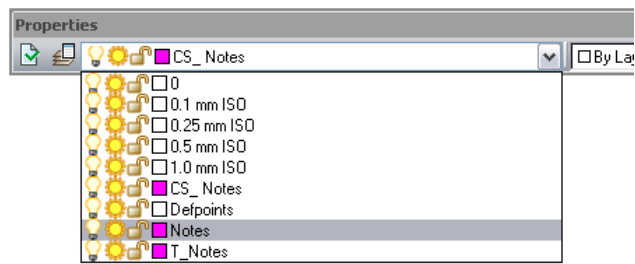 Properties
CS_ Notes
By Lay
0
0.1 mm ISO
0.25 mm ISO
0.5 mm ISO
1.0 mm ISO
CS_ Notes
Defpoints
Notes
T_Notes